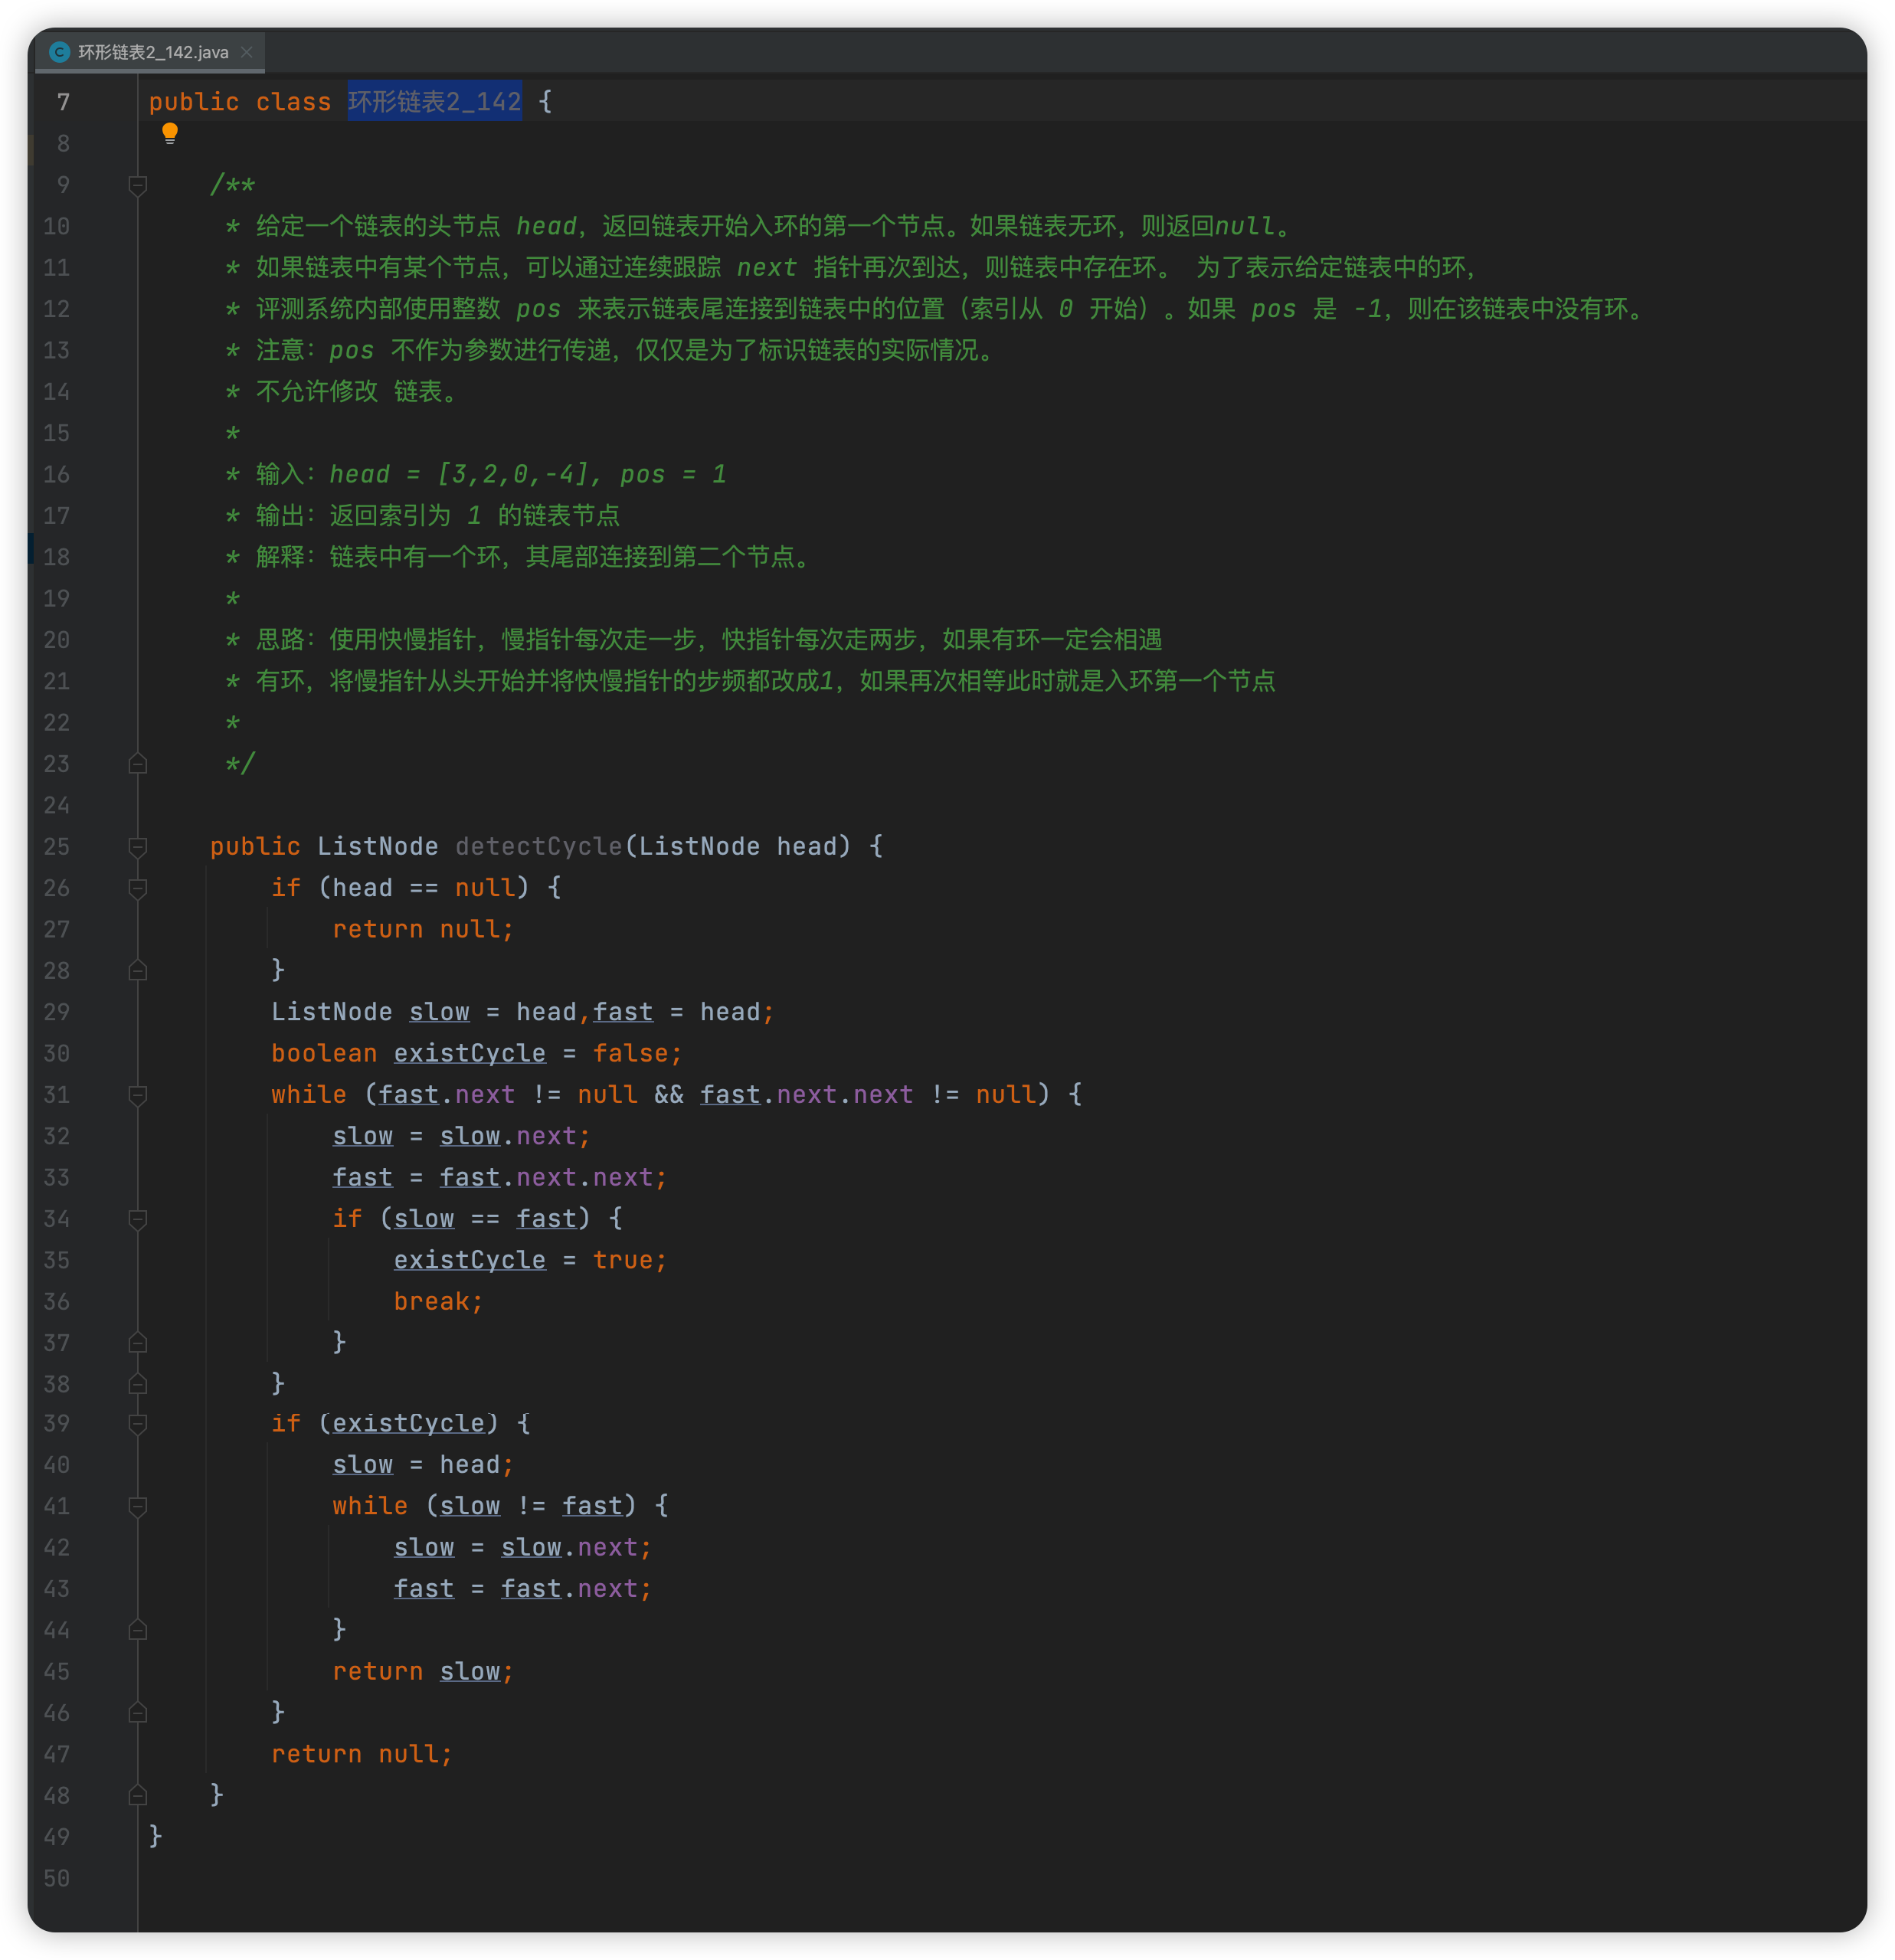 环形链表2_142.java
7 public class 环形链表2_142 {
8
9 /**
10 * 给定一个链表的头节点 head，返回链表开始入环的第一个节点。如果链表无环，则返回null。
11 * 如果链表中有某个节点，可以通过连续跟踪 next 指针再次到达，则链表中存在环。 为了表示给定链表中的环，
12 * 评测系统内部使用整数 pos 来表示链表尾连接到链表中的位置（索引从 0 开始）。如果 pos 是 -1，则在该链表中没有环。
13 * 注意：pos 不作为参数进行传递，仅仅是为了标识链表的实际情况。
14 * 不允许修改 链表。
15 *
16 * 输入：head = [3,2,0,-4], pos = 1
17 * 输出：返回索引为 1 的链表节点
18 * 解释：链表中有一个环，其尾部连接到第二个节点。
19 *
20 * 思路：使用快慢指针，慢指针每次走一步，快指针每次走两步，如果有环一定会相遇
21 * 有环，将慢指针从头开始并将快慢指针的步频都改成1，如果再次相等此时就是入环第一个节点
22 *
23 */
24
25 public ListNode detectCycle(ListNode head) {
26 if (head == null) {
27 return null;
28 }
29 ListNode slow = head,fast = head;
30 boolean existCycle = false;
31 while (fast.next != null && fast.next.next != null) {
32 slow = slow.next;
33 fast = fast.next.next;
34 if (slow == fast) {
35 existCycle = true;
36 break;
37 }
38 }
39 if (existCycle) {
40 slow = head;
41 while (slow != fast) {
42 slow = slow.next;
43 fast = fast.next;
44 }
45 return slow;
46 }
47 return null;
48 }
49 }
50